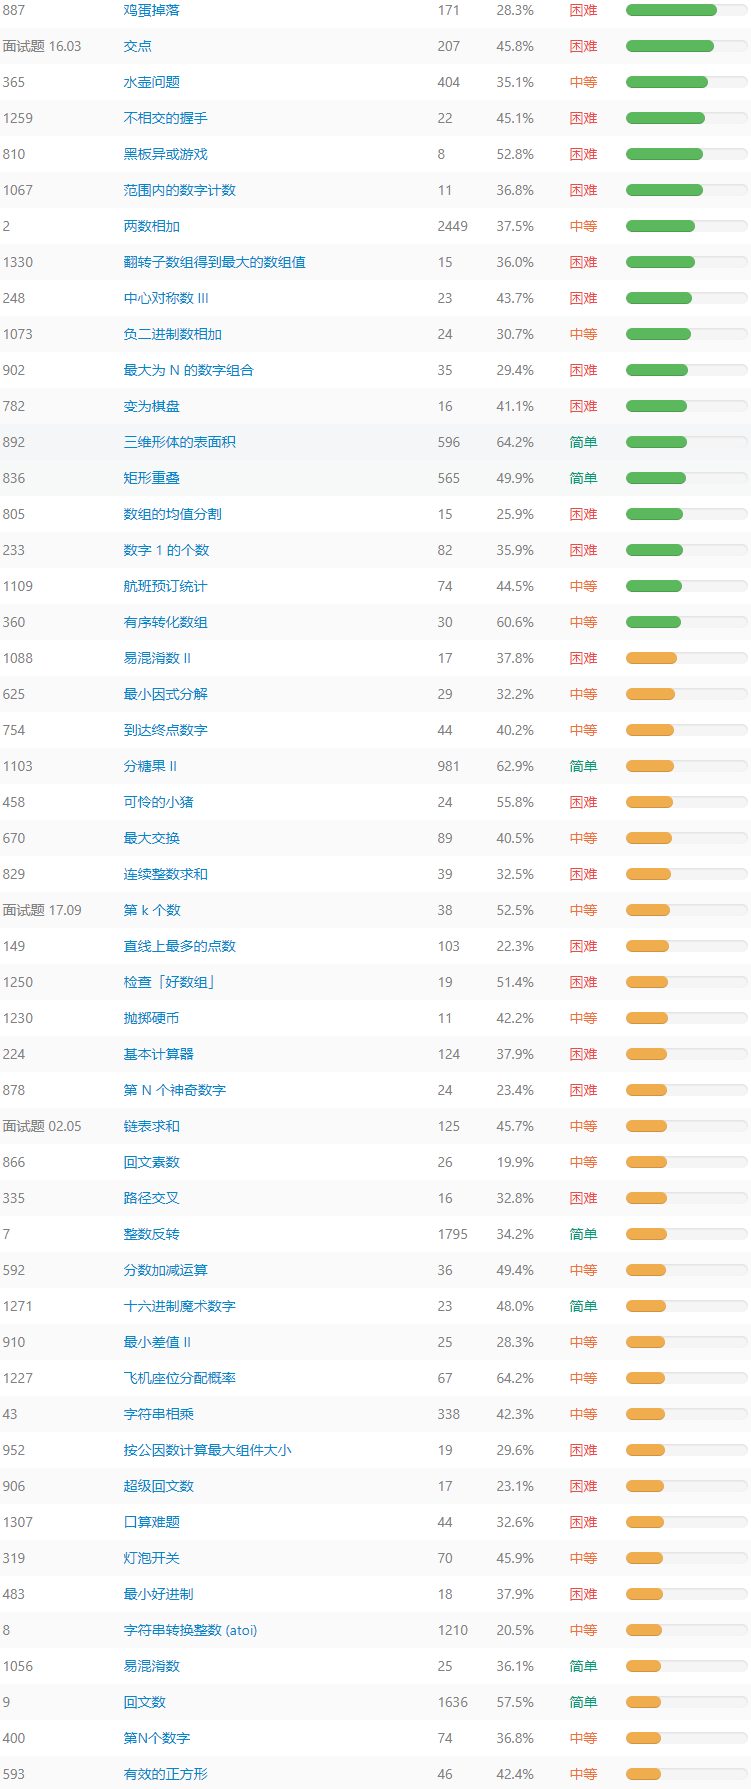 887 鸡蛋掉落 171 28.3% 困难
面试题 16.03 交点 207 45.8% 困难
365 水壶问题 404 35.1% 中等
1259 不相交的握手 22 45.1% 困难
810 黑板异或游戏 8 52.8% 困难
1067 范围内的数字计数 11 36.8% 困难
2 两数相加 2449 37.5% 中等
1330 翻转子数组得到最大的数组值 15 36.0% 困难
248 中心对称数 III 23 43.7% 困难
1073 负二进制数相加 24 30.7% 中等
902 最大为 N 的数字组合 35 29.4% 困难
782 变为棋盘 16 41.1% 困难
892 三维形体的表面积 596 64.2% 简单
836 矩形重叠 565 49.9% 简单
805 数组的均值分割 15 25.9% 困难
233 数字 1 的个数 82 35.9% 困难
1109 航班预订统计 74 44.5% 中等
360 有序转化数组 30 60.6% 中等
1088 易混淆数 II 17 37.8% 困难
625 最小因式分解 29 32.2% 中等
754 到达终点数字 44 40.2% 中等
1103 分糖果 II 981 62.9% 简单
458 可怜的小猪 24 55.8% 困难
670 最大交换 89 40.5% 中等
829 连续整数求和 39 32.5% 困难
面试题 17.09 第 k 个数 38 52.5% 中等
149 直线上最多的点数 103 22.3% 困难
1250 检查「好数组」 19 51.4% 困难
1230 抛掷硬币 11 42.2% 中等
224 基本计算器 124 37.9% 困难
878 第 N 个神奇数字 24 23.4% 困难
面试题 02.05 链表求和 125 45.7% 中等
866 回文素数 26 19.9% 中等
335 路径交叉 16 32.8% 困难
7 整数反转 1795 34.2% 简单
592 分数加减运算 36 49.4% 中等
1271 十六进制魔术数字 23 48.0% 简单
910 最小差值 II 25 28.3% 中等
1227 飞机座位分配概率 67 64.2% 中等
43 字符串相乘 338 42.3% 中等
952 按公因数计算最大组件大小 19 29.6% 困难
906 超级回文数 17 23.1% 困难
1307 口算难题 44 32.6% 困难
319 灯泡开关 70 45.9% 中等
483 最小好进制 18 37.9% 困难
8 字符串转换整数 (atoi) 1210 20.5% 中等
1056 易混淆数 25 36.1% 简单
9 回文数 1636 57.5% 简单
400 第N个数字 74 36.8% 中等
593 有效的正方形 46 42.4% 中等